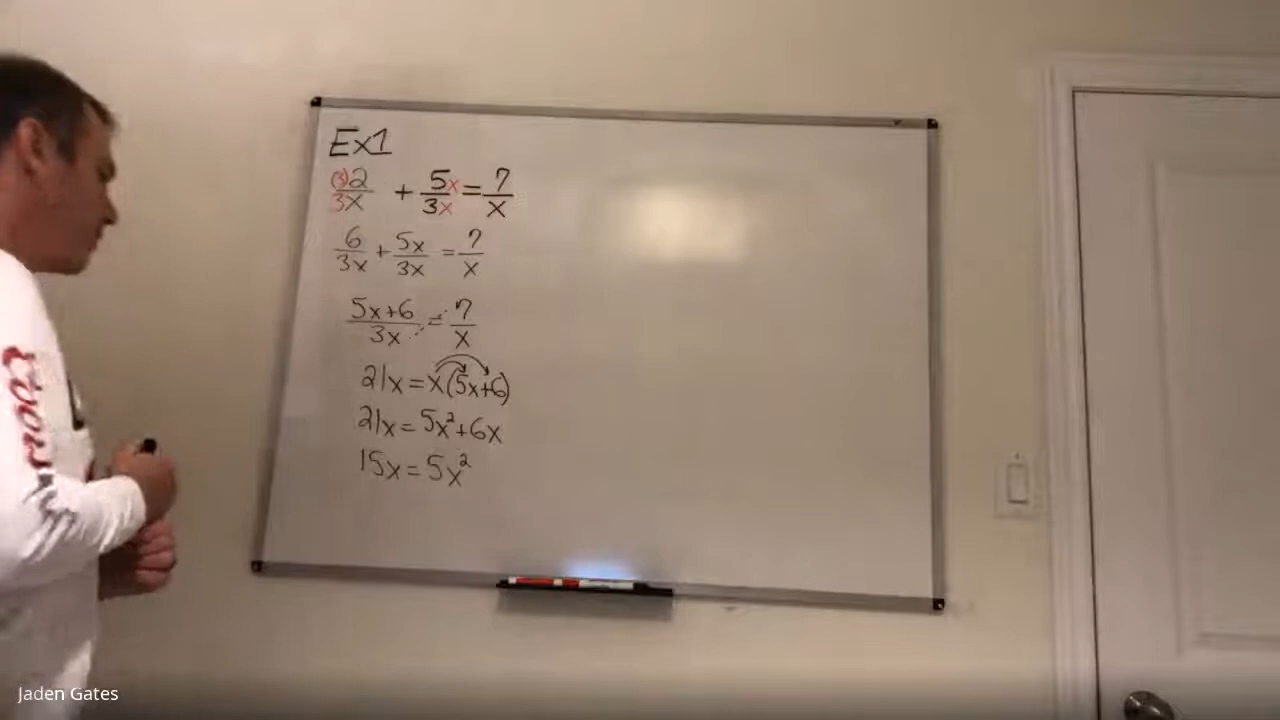 Ex1
(3)2/3x + 5x/3x = 7/x
6/3x + 5x/3x = 7/x
5x+6/3x = 7/x
21x = x(5x+6)
21x = 5x²+6x
15x = 5x²
Jaden Gates